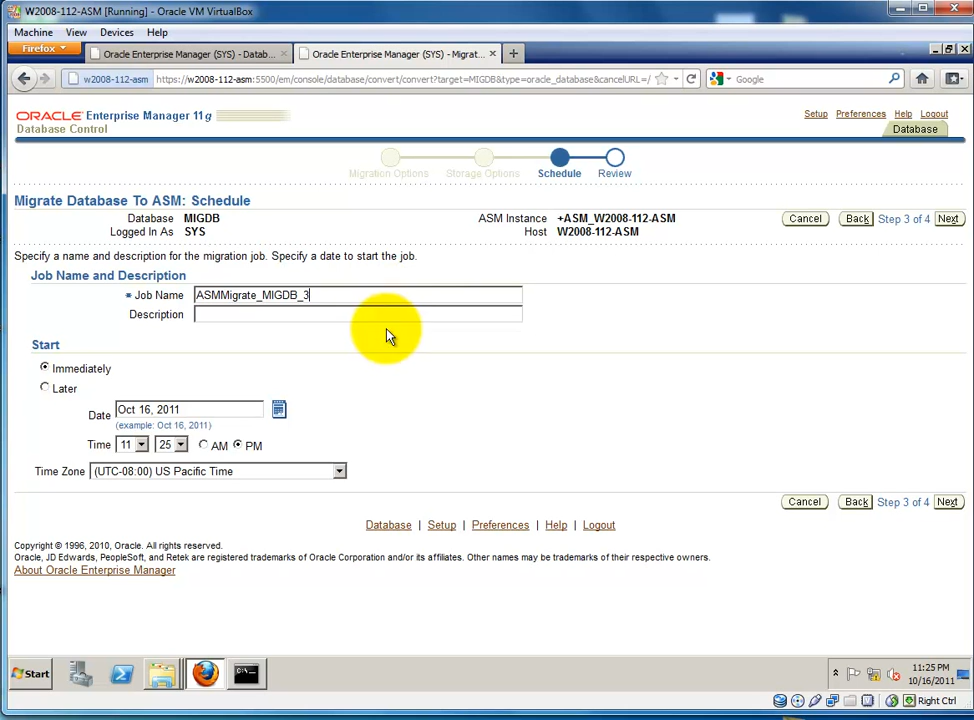 W2008-112-ASM [Running] - Oracle VM VirtualBox
Machine View Devices Help
Firefox
Oracle Enterprise Manager (SYS) - Datab...
Oracle Enterprise Manager (SYS) - Migrat...
w2008-112-asm https://w2008-112-asm:5500/em/console/database/convert/convert?target=MIGDB&type=oracle_database&cancelURL=/ Google
ORACLE Enterprise Manager 11g
Database Control
Setup Preferences Help Logout
Database
Migration Options Storage Options Schedule Review
Migrate Database To ASM: Schedule
Database MIGDB ASM Instance +ASM_W2008-112-ASM Cancel Back Step 3 of 4 Next
Logged In As SYS Host W2008-112-ASM
Specify a name and description for the migration job. Specify a date to start the job.
Job Name and Description
* Job Name ASMMigrate_MIGDB_3
Description
Start
Immediately
Later
Date Oct 16, 2011
(example: Oct 16, 2011)
Time 11 25 AM PM
Time Zone (UTC-08:00) US Pacific Time
Cancel Back Step 3 of 4 Next
Database | Setup | Preferences | Help | Logout
Copyright © 1996, 2010, Oracle. All rights reserved.
Oracle, JD Edwards, PeopleSoft, and Retek are registered trademarks of Oracle Corporation and/or its affiliates. Other names may be trademarks of their respective owners.
About Oracle Enterprise Manager
Start
11:25 PM
10/16/2011
Right Ctrl